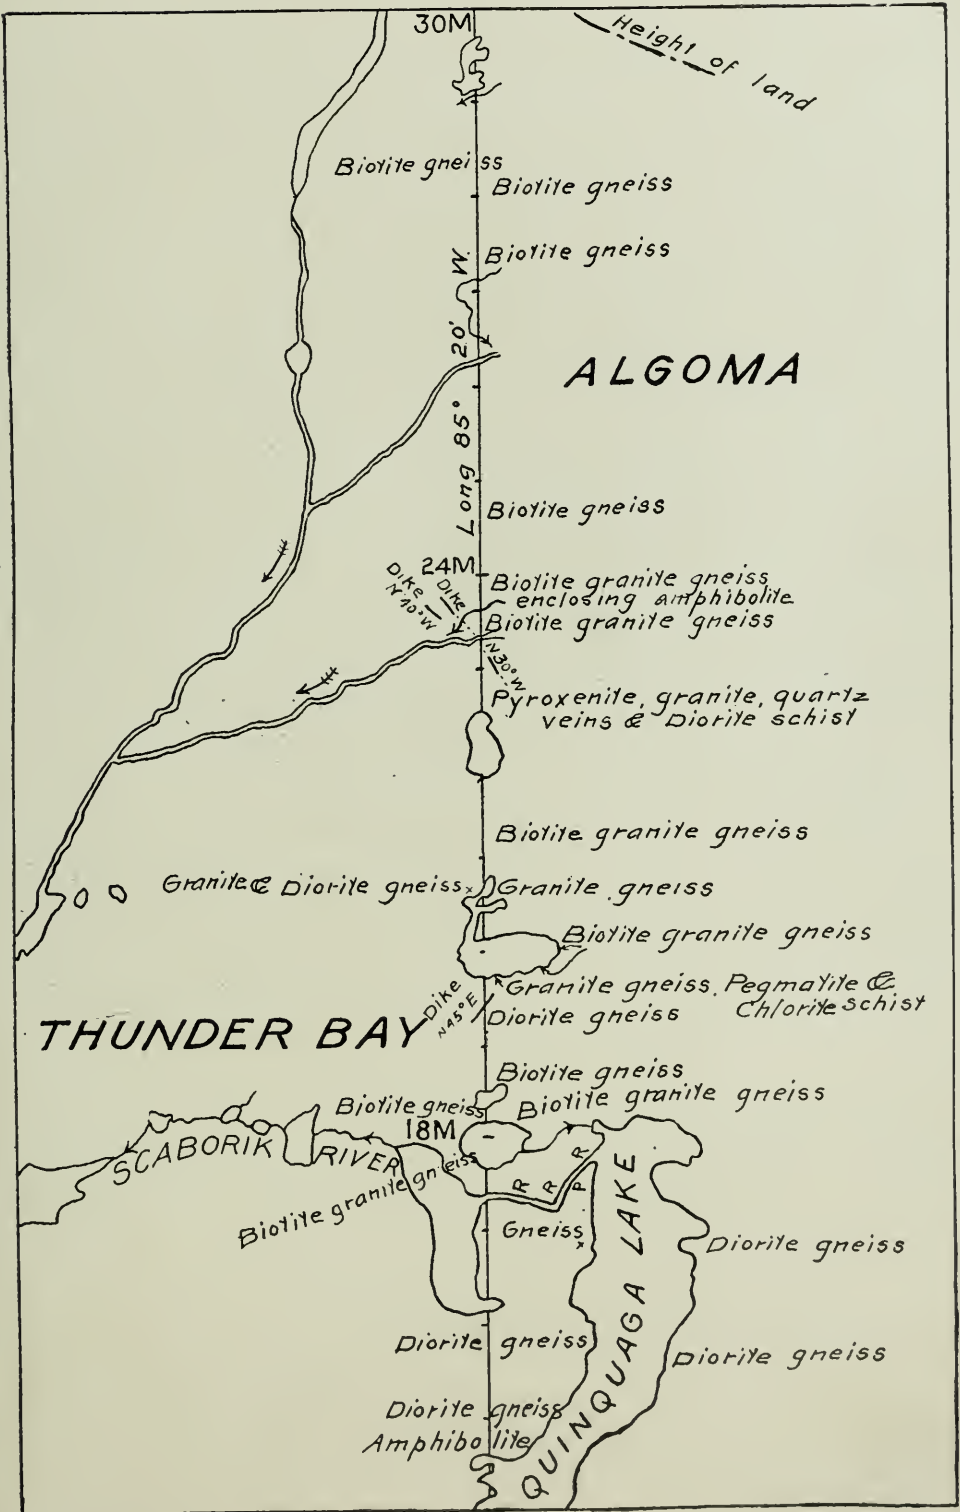 30M
Height of land
Biotite gneiss
Biotite gneiss
Biotite gneiss
Long 85° 20' W.
ALGOMA
Biotite gneiss
24M
Biotite granite gneiss
enclosing amphibolite
Dike
N 40° W
Dike
Biotite granite gneiss
N 30° W
Pyroxenite, granite, quartz
veins & Diorite schist
Biotite granite gneiss
Granite & Diorite gneiss x
Granite gneiss
Biotite granite gneiss
Granite gneiss, Pegmatite &
Chlorite schist
Dike
N 45° E
Diorite gneiss
THUNDER BAY
Biotite gneiss
Biotite granite gneiss
Biotite gneiss
18M
SCABORIK RIVER
Biotite granite gneiss
R R P R
Gneiss x
QUINQUAGA LAKE
Diorite gneiss
Diorite gneiss
Diorite gneiss
Diorite gneiss
Amphibolite